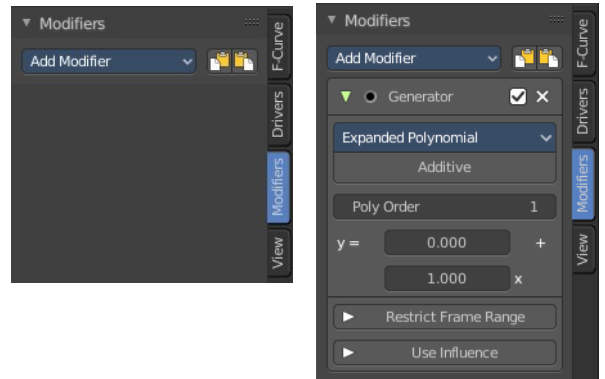 Modifiers
Add Modifier
F-Curve
Drivers
Modifiers
View
Modifiers
Add Modifier
Generator
Expanded Polynomial
Additive
Poly Order 1
y = 0.000 +
1.000 x
Restrict Frame Range
Use Influence
F-Curve
Drivers
Modifiers
View